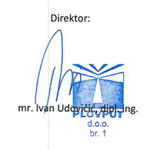 Direktor:
mr. Ivan Udovičić, dipl. ing.
PLOVPUT
d.o.o.
br. 1